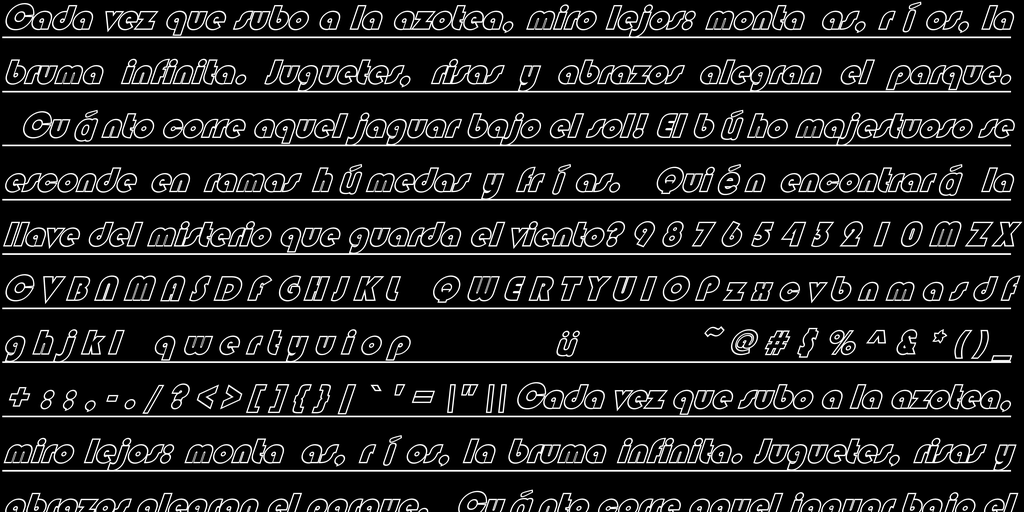 Cada vez que subo a la azotea, miro lejos: monta as, r í os, la
bruma infinita. Juguetes, risas y abrazos alegran el parque.
Cu á nto corre aquel jaguar bajo el sol! El b ú ho majestuoso se
esconde en ramas h ú medas y fr í as. Qui é n encontrar á la
llave del misterio que guarda el viento? 9 8 7 6 5 4 3 2 1 0 M Z X
C V B N M A S D F G H J K L Q W E R T Y U I O P z x c v b n m a s d f
g h j k l q w e r t y u i o p ü ~ @ # { % ^ & * ( ) _
+ : ; , - . / ? < > [ ] { } | ` ' = \ " | | Cada vez que subo a la azotea,
miro lejos: monta as, r í os, la bruma infinita. Juguetes, risas y
abrazos alegran el parque. Cu á nto corre aquel jaguar bajo el